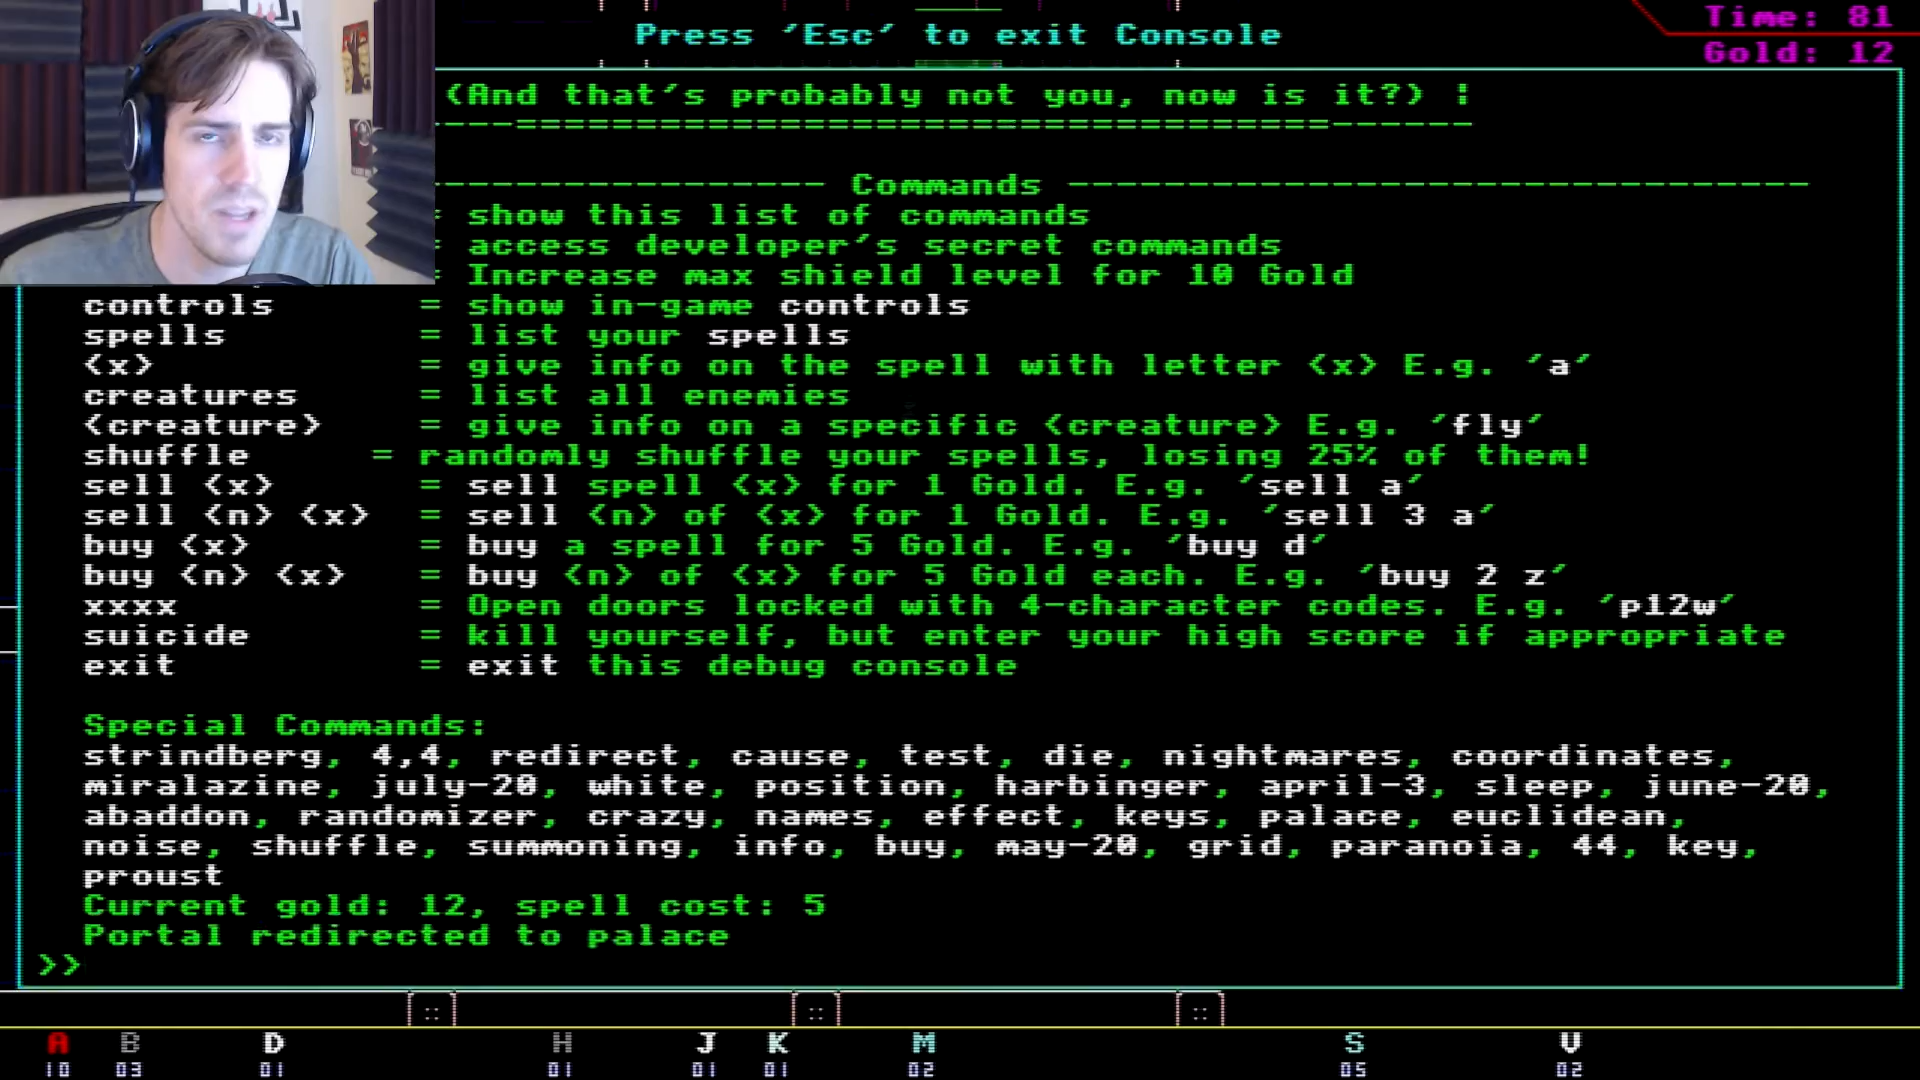 Press 'Esc' to exit Console
Time: 81
Gold: 12
(And that's probably not you, now is it?) :
----==================================------
---------------- Commands -------------------------------
= show this list of commands
= access developer's secret commands
= Increase max shield level for 10 Gold
controls = show in-game controls
spells = list your spells
<x> = give info on the spell with letter <x> E.g. 'a'
creatures = list all enemies
<creature> = give info on a specific <creature> E.g. 'fly'
shuffle = randomly shuffle your spells, losing 25% of them!
sell <x> = sell spell <x> for 1 Gold. E.g. 'sell a'
sell <n> <x> = sell <n> of <x> for 1 Gold. E.g. 'sell 3 a'
buy <x> = buy a spell for 5 Gold. E.g. 'buy d'
buy <n> <x> = buy <n> of <x> for 5 Gold each. E.g. 'buy 2 z'
xxxx = Open doors locked with 4-character codes. E.g. 'p12w'
suicide = kill yourself, but enter your high score if appropriate
exit = exit this debug console
Special Commands:
strindberg, 4,4, redirect, cause, test, die, nightmares, coordinates,
miralazine, july-20, white, position, harbinger, april-3, sleep, june-20,
abaddon, randomizer, crazy, names, effect, keys, palace, euclidean,
noise, shuffle, summoning, info, buy, may-20, grid, paranoia, 44, key,
proust
Current gold: 12, spell cost: 5
Portal redirected to palace
>>
A B D H J K M S V
10 03 01 01 01 01 02 05 02